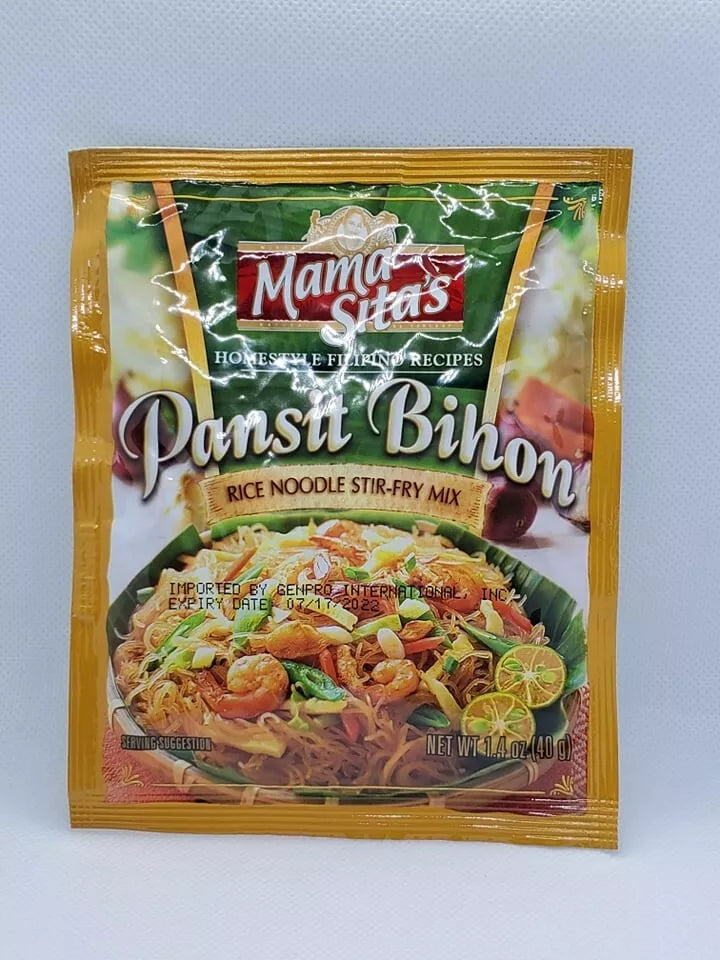 Mama
Sita's
HOMESTYLE FILIPINO RECIPES
Pansit Bihon
RICE NOODLE STIR-FRY MIX
IMPORTED BY GENPRO INTERNATIONAL, INC
EXPIRY DATE: 07/17/2022
SERVING SUGGESTION
NET WT 1.4 oz (40 g)